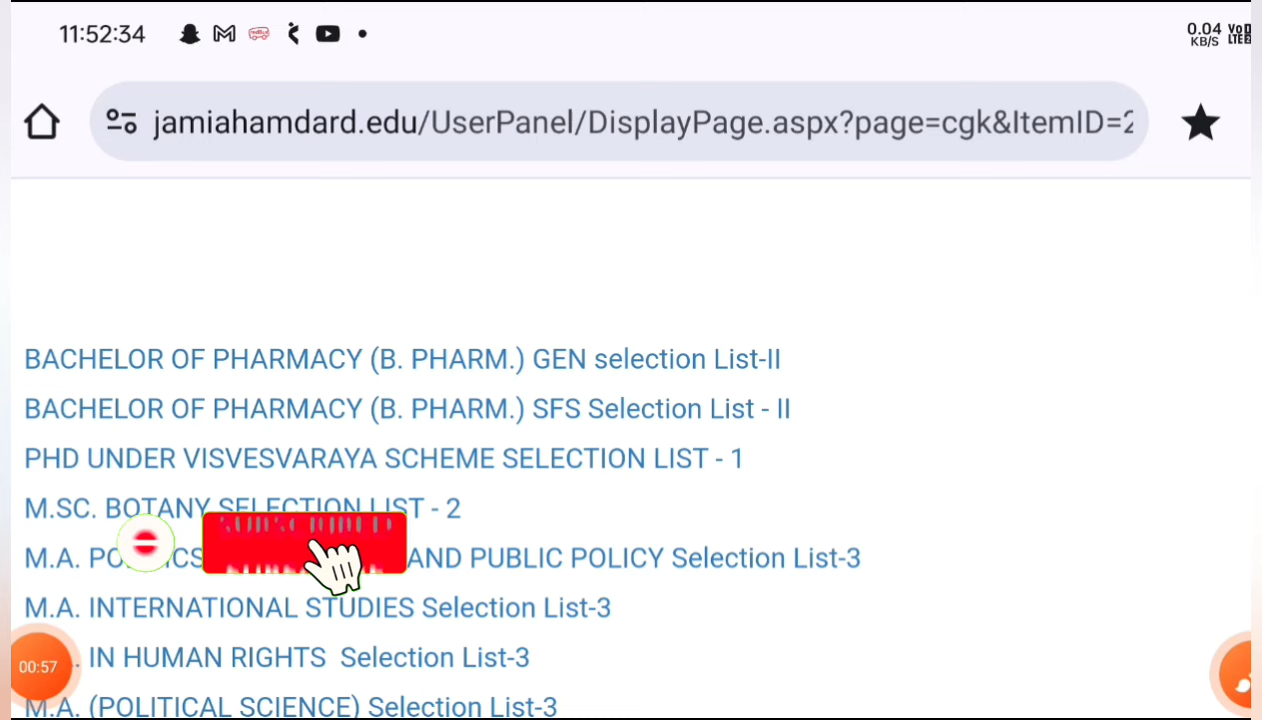 11:52:34
0.04 KB/S Vo LTE
jamiahamdard.edu/UserPanel/DisplayPage.aspx?page=cgk&ItemID=2
BACHELOR OF PHARMACY (B. PHARM.) GEN selection List-II
BACHELOR OF PHARMACY (B. PHARM.) SFS Selection List - II
PHD UNDER VISVESVARAYA SCHEME SELECTION LIST - 1
M.SC. BOTANY SELECTION LIST - 2
M.A. AND PUBLIC POLICY Selection List-3
M.A. INTERNATIONAL STUDIES Selection List-3
IN HUMAN RIGHTS Selection List-3
00:57
M.A. (POLITICAL SCIENCE) Selection List-3